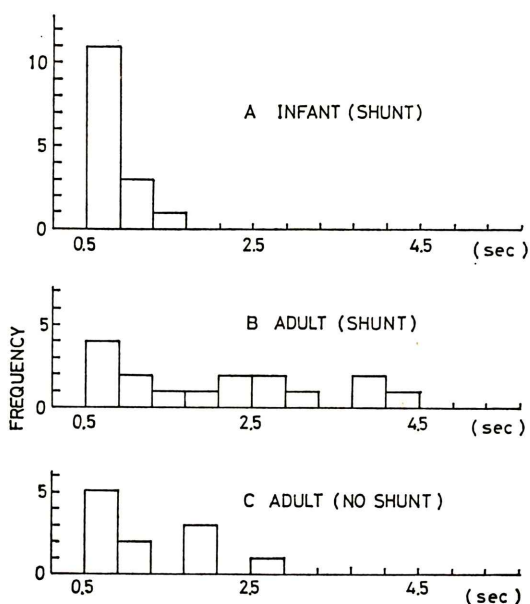 10
A INFANT (SHUNT)
5
0
0.5 2.5 4.5 (sec)
B ADULT (SHUNT)
5
0
0.5 2.5 4.5 (sec)
FREQUENCY
C ADULT (NO SHUNT)
5
0
0.5 2.5 4.5 (sec)